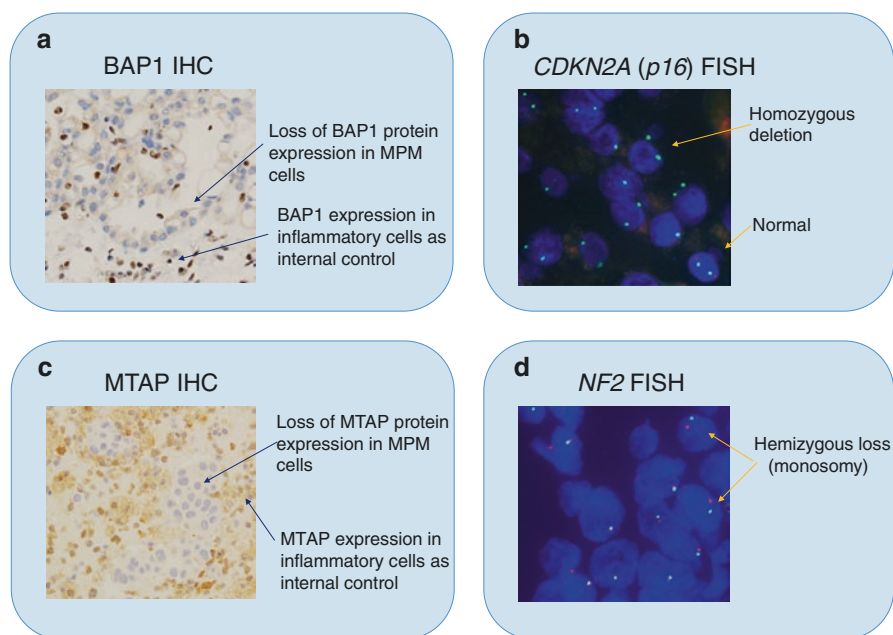 a
BAP1 IHC
Loss of BAP1 protein
expression in MPM
cells
BAP1 expression in
inflammatory cells as
internal control
b
CDKN2A (p16) FISH
Homozygous
deletion
Normal
c
MTAP IHC
Loss of MTAP protein
expression in MPM
cells
MTAP expression in
inflammatory cells as
internal control
d
NF2 FISH
Hemizygous loss
(monosomy)